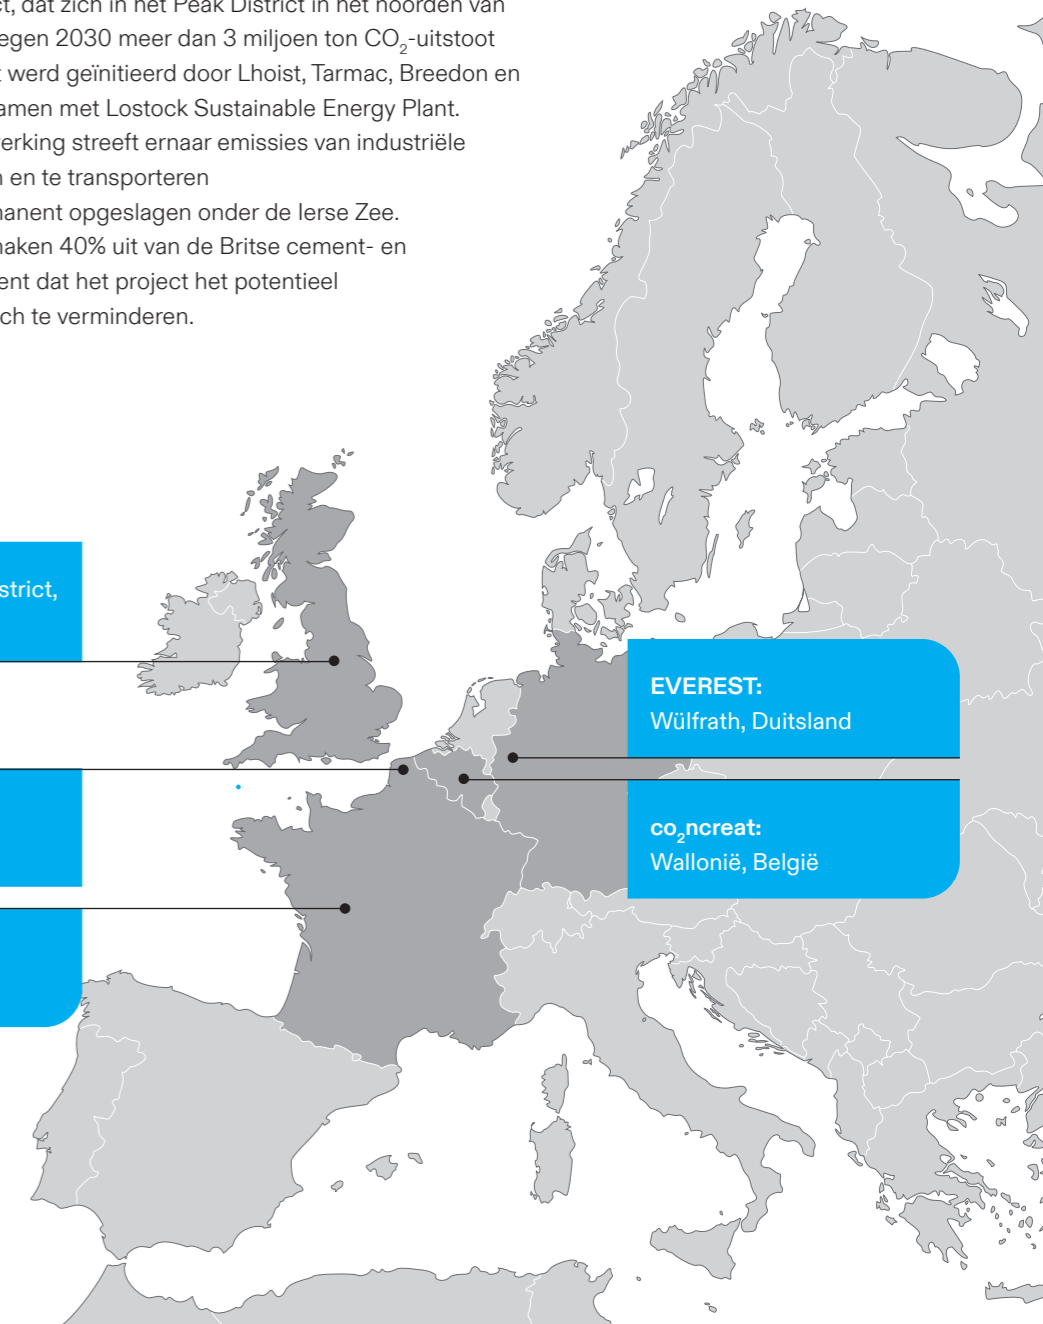 ct, dat zich in het Peak District in het noorden van
egen 2030 meer dan 3 miljoen ton CO₂-uitstoot
t werd geïnitieerd door Lhoist, Tarmac, Breedon en
amen met Lostock Sustainable Energy Plant.
erking streeft ernaar emissies van industriële
n en te transporteren
nanent opgeslagen onder de Ierse Zee.
naken 40% uit van de Britse cement- en
ent dat het project het potentieel
ch te verminderen.
strict,
EVEREST:
Wülfrath, Duitsland
co₂ncreat:
Wallonië, België